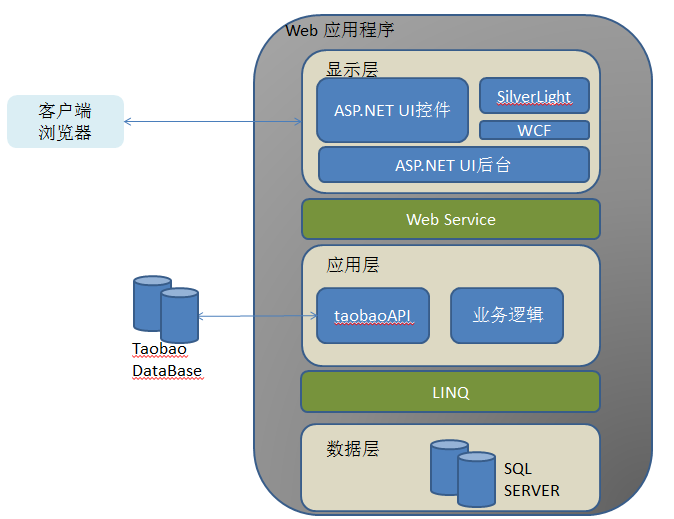 Web 应用程序
显示层
客户端
浏览器
ASP.NET UI控件
SilverLight
WCF
ASP.NET UI后台
Web Service
应用层
taobaoAPI
业务逻辑
Taobao
DataBase
LINQ
数据层
SQL
SERVER